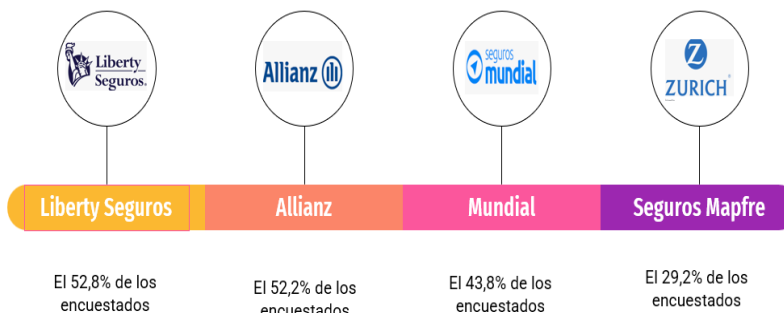 Liberty
Seguros.
Allianz
seguros
mundial
ZURICH
Liberty Seguros
Allianz
Mundial
Seguros Mapfre
El 52,8% de los
encuestados
El 52,2% de los
encuestados
El 43,8% de los
encuestados
El 29,2% de los
encuestados